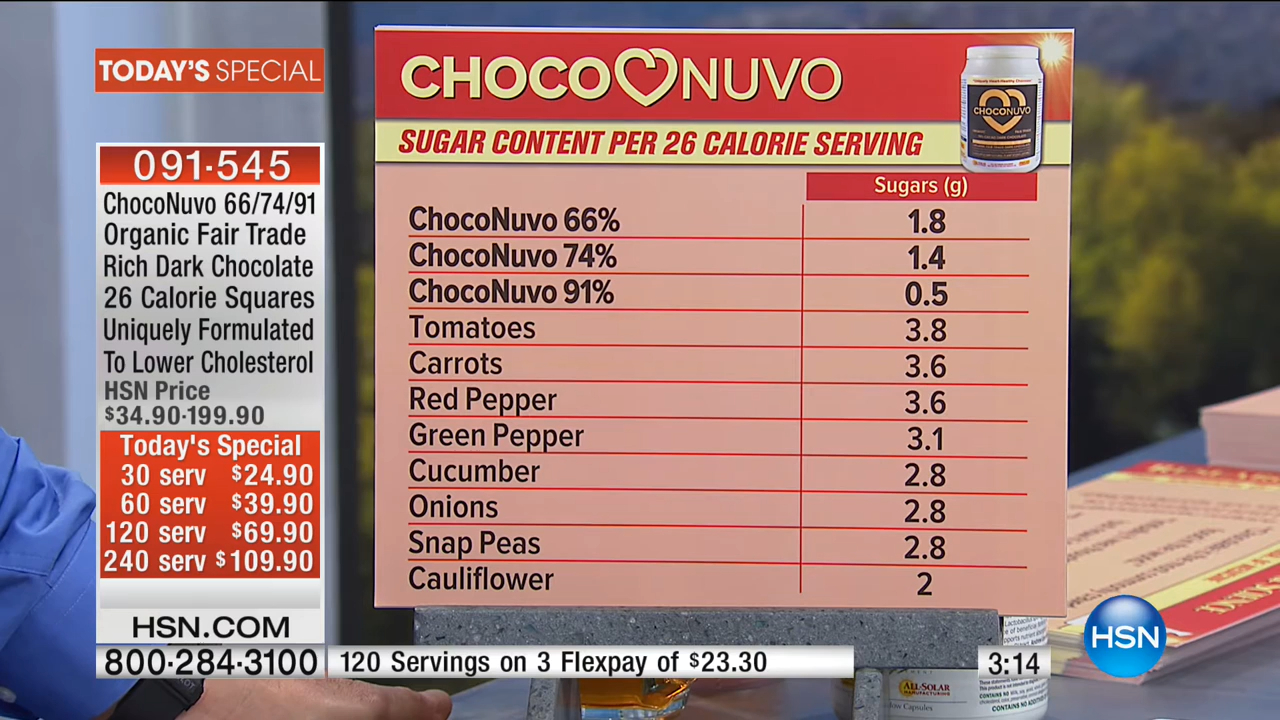 TODAY'S SPECIAL
091-545
ChocoNuvo 66/74/91
Organic Fair Trade
Rich Dark Chocolate
26 Calorie Squares
Uniquely Formulated
To Lower Cholesterol
HSN Price
$34.90-199.90
Today's Special
30 serv $24.90
60 serv $39.90
120 serv $69.90
240 serv $109.90
HSN.COM
800-284-3100
120 Servings on 3 Flexpay of $23.30
3:14
HSN
CHOCO NUVO
SUGAR CONTENT PER 26 CALORIE SERVING
CHOCONUVO
Sugars (g)
ChocoNuvo 66% 1.8
ChocoNuvo 74% 1.4
ChocoNuvo 91% 0.5
Tomatoes 3.8
Carrots 3.6
Red Pepper 3.6
Green Pepper 3.1
Cucumber 2.8
Onions 2.8
Snap Peas 2.8
Cauliflower 2
ALL-SOLAR
MANUFACTURING
Capsules